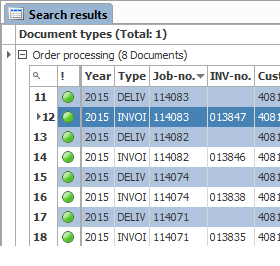 Search results
Document types (Total: 1)
Order processing (8 Documents)
! Year Type Job-no. INV-no.
11 2015 DELIV 114083 4081
12 2015 INVOI 114083 013847 4081
13 2015 DELIV 114082 4081
14 2015 INVOI 114082 013846 4081
15 2015 DELIV 114074 4081
16 2015 INVOI 114074 013838 4081
17 2015 DELIV 114071 4081
18 2015 INVOI 114071 013835 4081